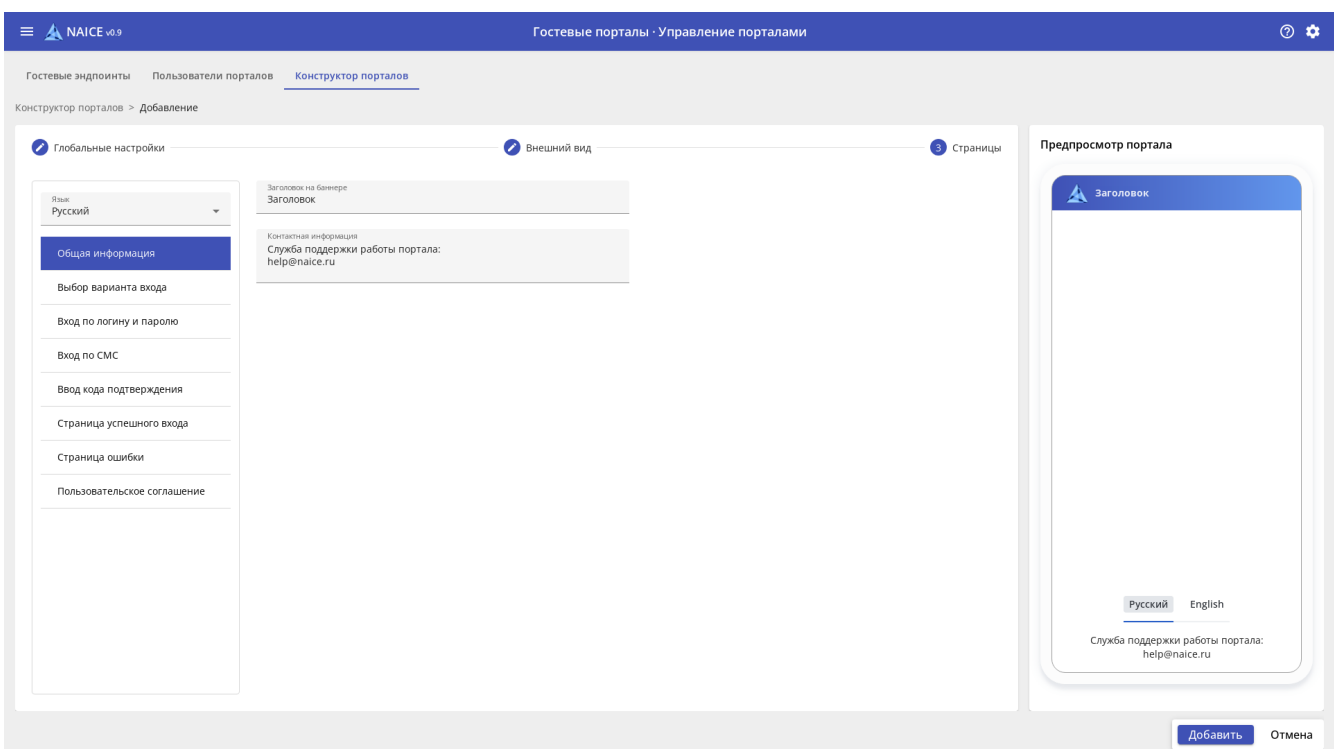 NAICE v0.9
Гостевые порталы · Управление порталами
Гостевые эндпоинты Пользователи порталов Конструктор порталов
Конструктор порталов > Добавление
Глобальные настройки
Внешний вид
3 Страницы
Язык
Русский
Общая информация
Выбор варианта входа
Вход по логину и паролю
Вход по СМС
Ввод кода подтверждения
Страница успешного входа
Страница ошибки
Пользовательское соглашение
Заголовок на баннере
Заголовок
Контактная информация
Служба поддержки работы портала:
help@naice.ru
Предпросмотр портала
Заголовок
Русский English
Служба поддержки работы портала:
help@naice.ru
Добавить Отмена